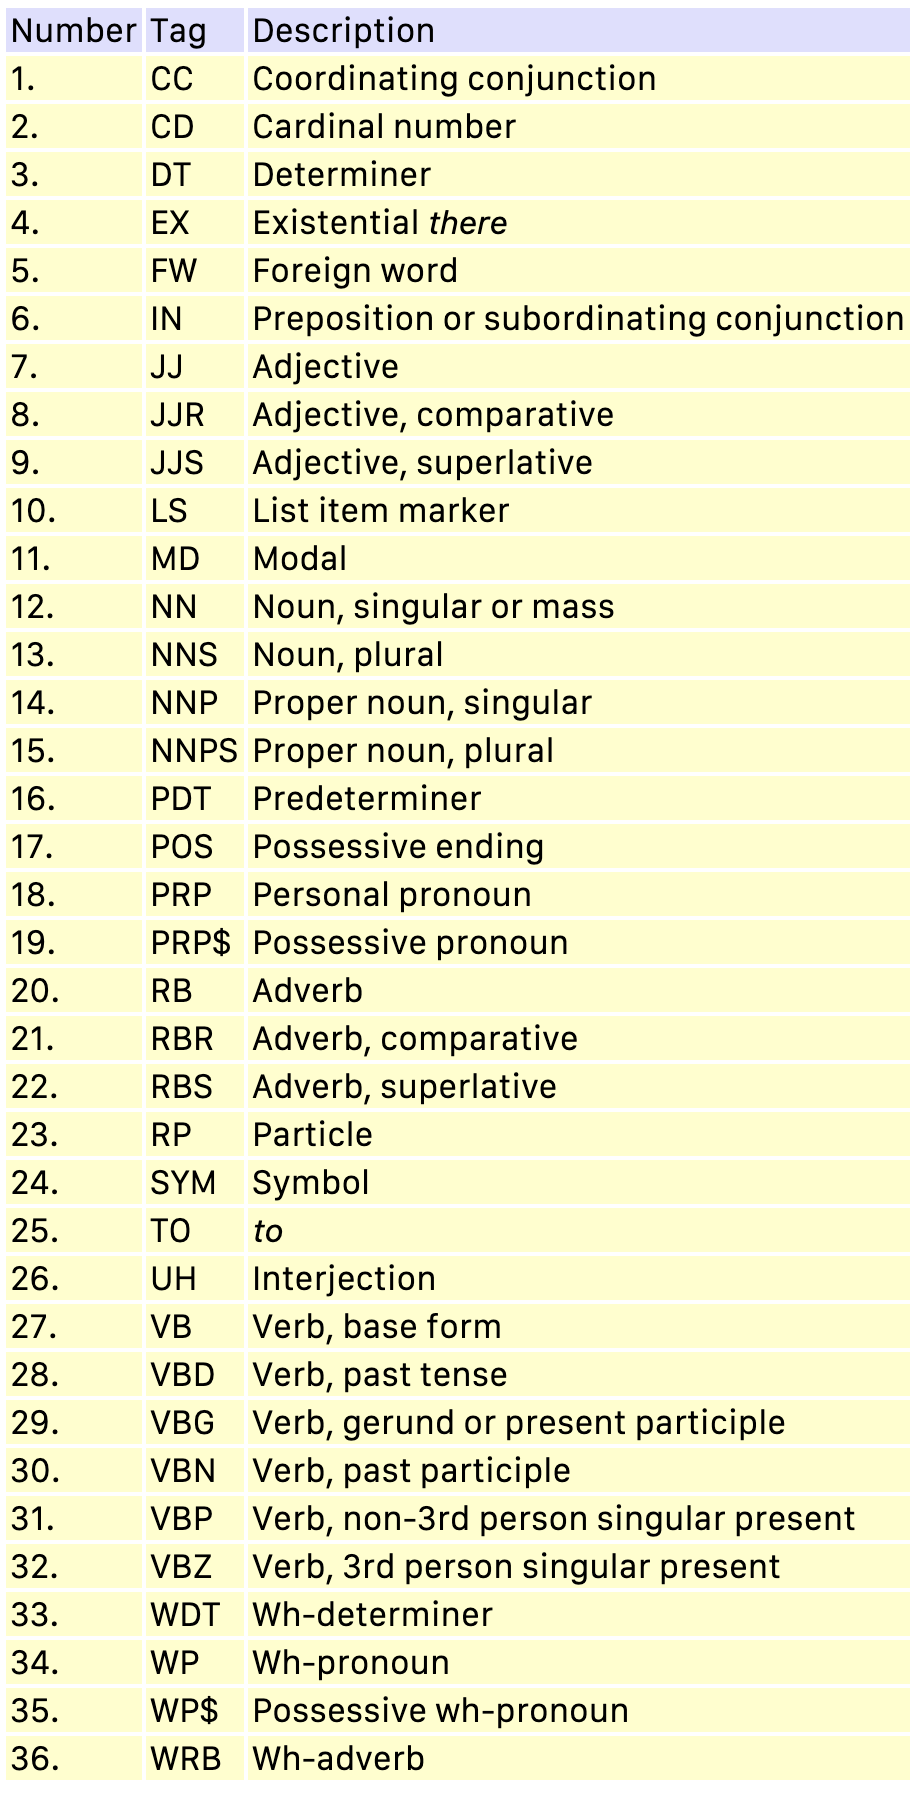 Number Tag Description
1. CC Coordinating conjunction
2. CD Cardinal number
3. DT Determiner
4. EX Existential there
5. FW Foreign word
6. IN Preposition or subordinating conjunction
7. JJ Adjective
8. JJR Adjective, comparative
9. JJS Adjective, superlative
10. LS List item marker
11. MD Modal
12. NN Noun, singular or mass
13. NNS Noun, plural
14. NNP Proper noun, singular
15. NNPS Proper noun, plural
16. PDT Predeterminer
17. POS Possessive ending
18. PRP Personal pronoun
19. PRP$ Possessive pronoun
20. RB Adverb
21. RBR Adverb, comparative
22. RBS Adverb, superlative
23. RP Particle
24. SYM Symbol
25. TO to
26. UH Interjection
27. VB Verb, base form
28. VBD Verb, past tense
29. VBG Verb, gerund or present participle
30. VBN Verb, past participle
31. VBP Verb, non-3rd person singular present
32. VBZ Verb, 3rd person singular present
33. WDT Wh-determiner
34. WP Wh-pronoun
35. WP$ Possessive wh-pronoun
36. WRB Wh-adverb